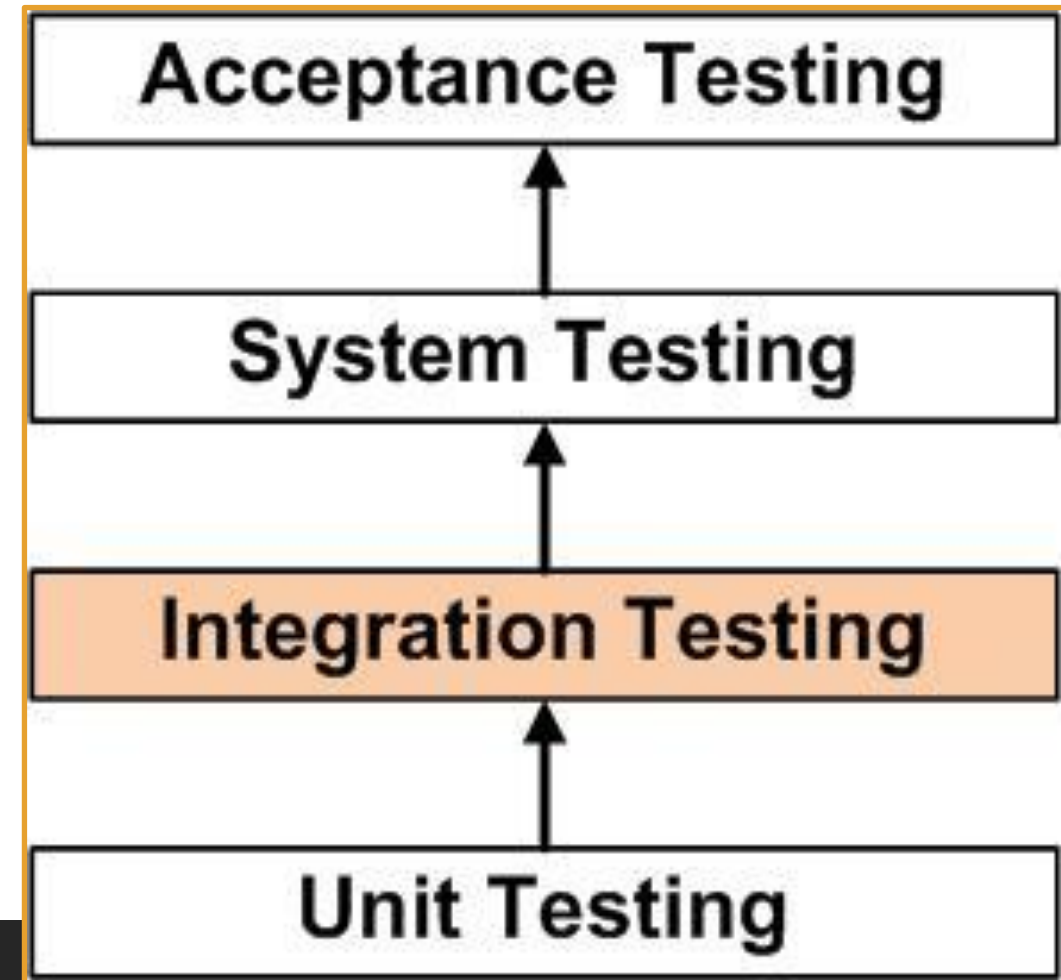 Acceptance Testing
System Testing
Integration Testing
Unit Testing